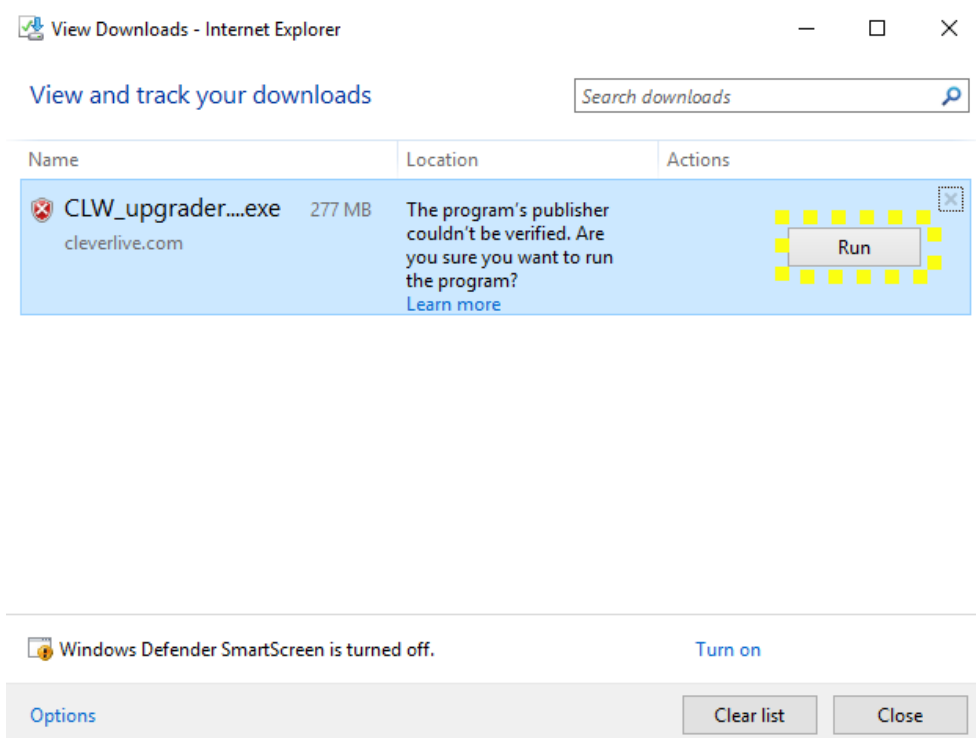 View Downloads - Internet Explorer
View and track your downloads
Search downloads
Name
Location
Actions
CLW_upgrader....exe
277 MB
cleverlive.com
The program's publisher
couldn't be verified. Are
you sure you want to run
the program?
Learn more
Run
Windows Defender SmartScreen is turned off.
Turn on
Options
Clear list
Close